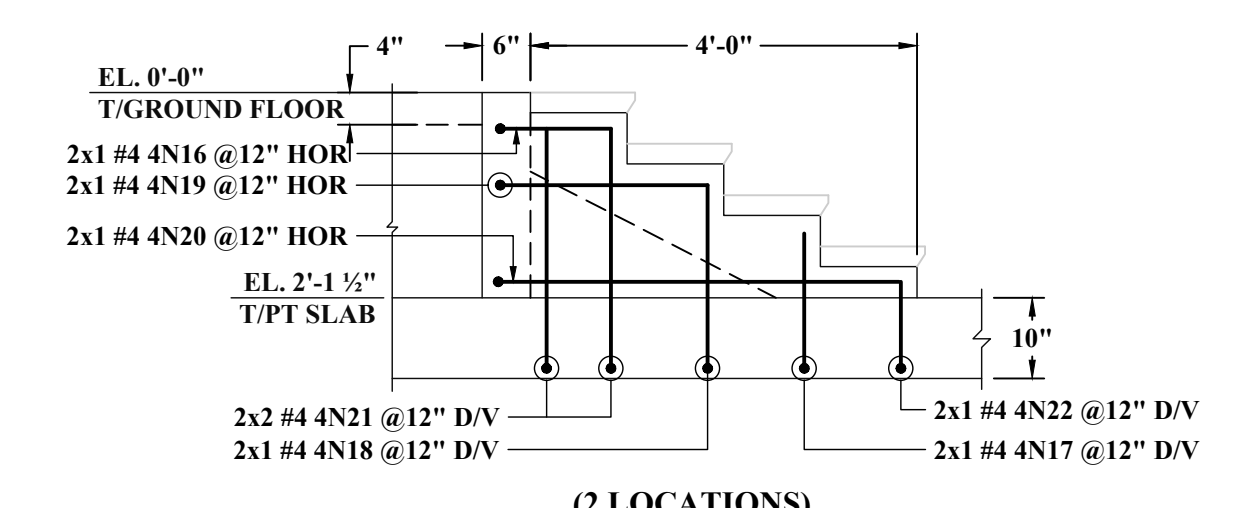 4" 6" 4'-0"
EL. 0'-0"
T/GROUND FLOOR
2x1 #4 4N16 @12" HOR
2x1 #4 4N19 @12" HOR
2x1 #4 4N20 @12" HOR
EL. 2'-1 ½"
T/PT SLAB
10"
2x2 #4 4N21 @12" D/V
2x1 #4 4N22 @12" D/V
2x1 #4 4N18 @12" D/V
2x1 #4 4N17 @12" D/V
(2 LOCATIONS)